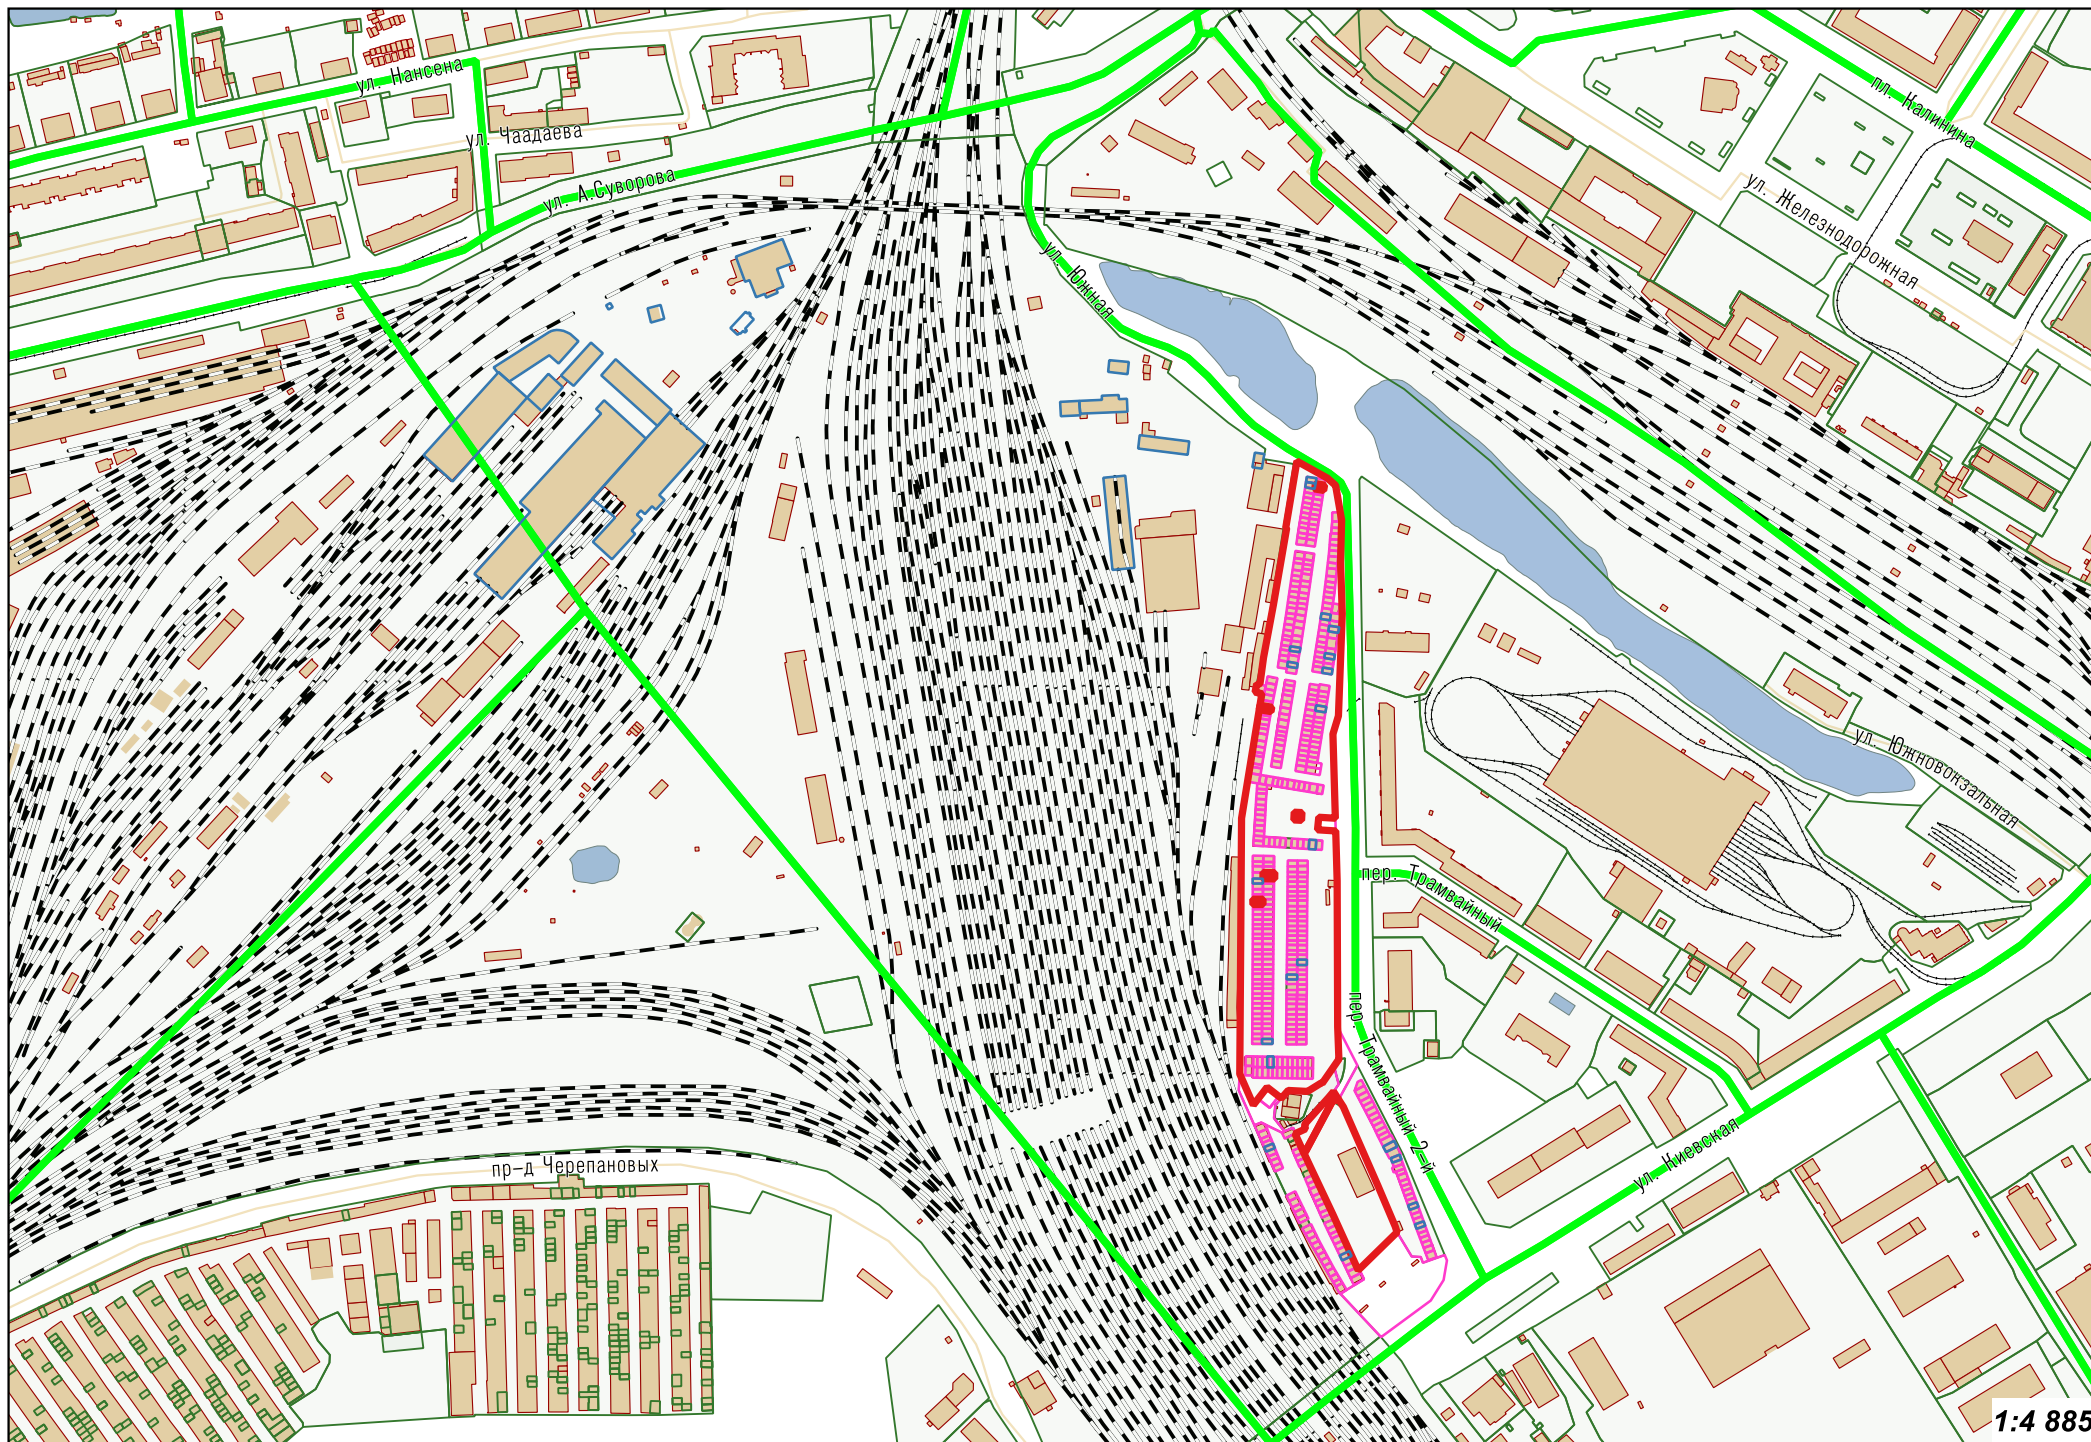 ул. Нансена
ул. Чаадаева
ул. А.Суворова
пл. Калинина
ул. Железнодорожная
ул. Южная
ул. Южновокзальная
пер. Трамвайный
пер. Трамвайный 2-й
ул. Киевская
пр-д Черепановых
1:4 885